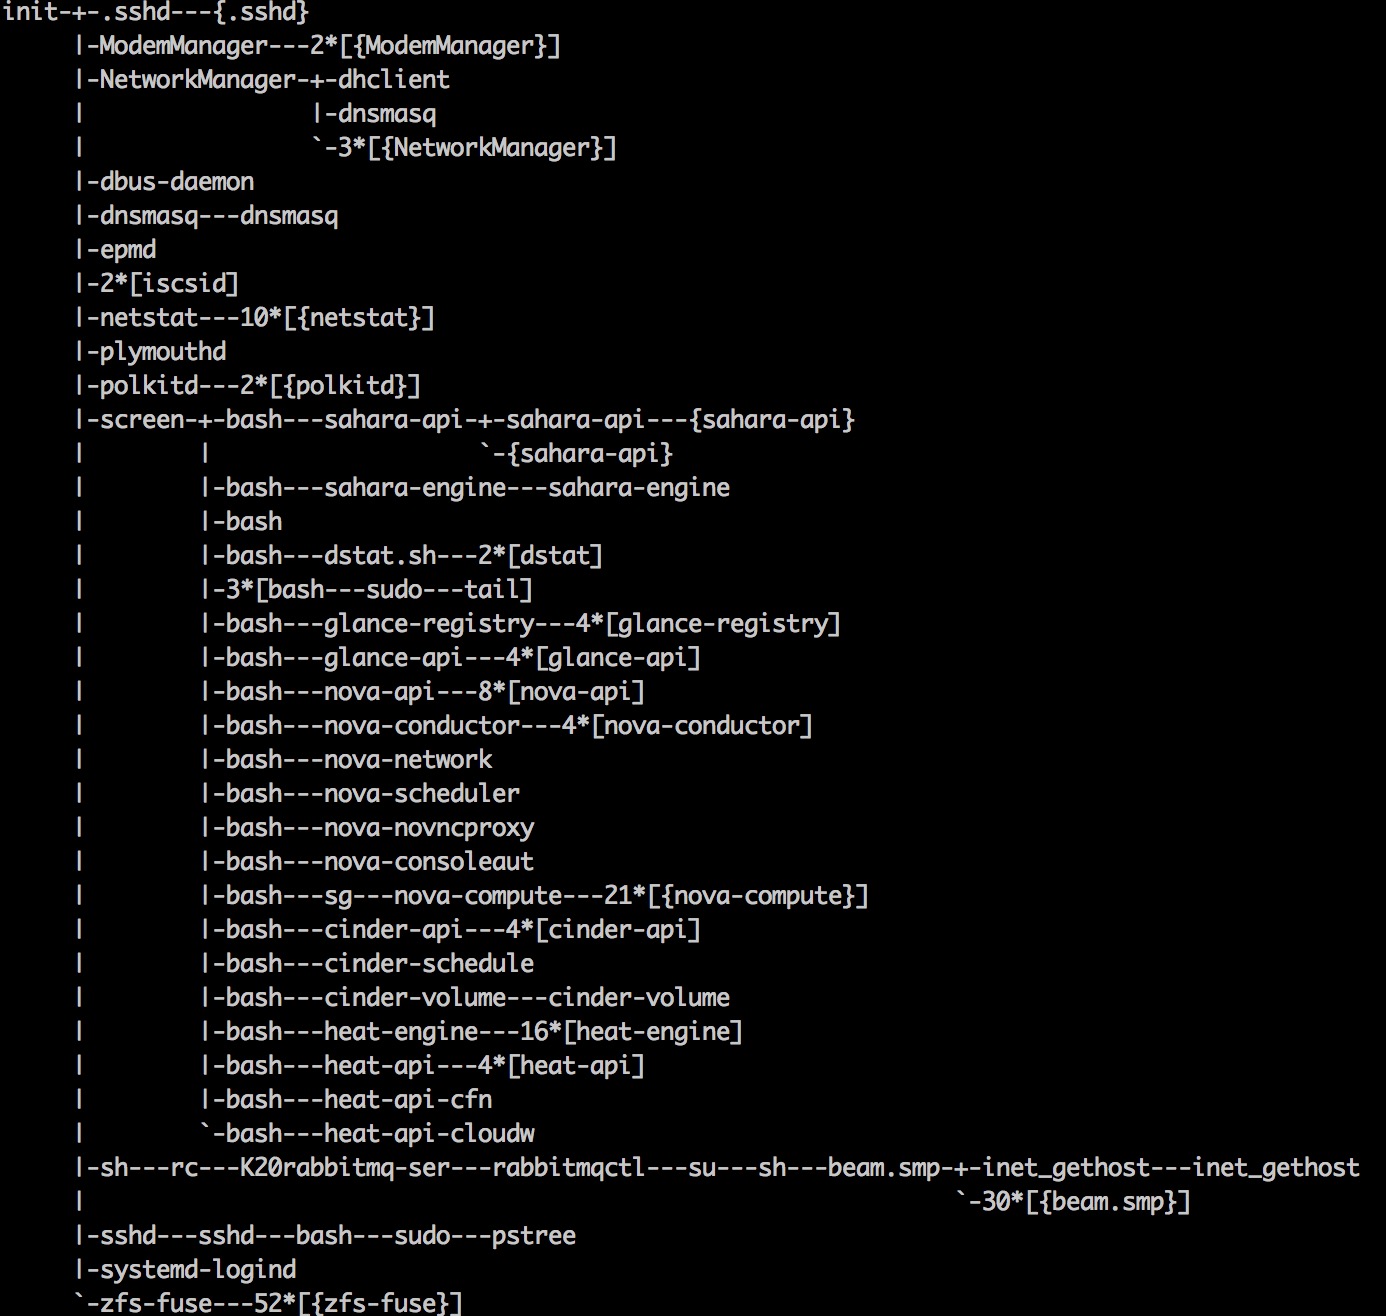 init-+-.sshd---{.sshd}
     |-ModemManager---2*[{ModemManager}]
     |-NetworkManager-+-dhclient
     |                |-dnsmasq
     |                `-3*[{NetworkManager}]
     |-dbus-daemon
     |-dnsmasq---dnsmasq
     |-epmd
     |-2*[iscsid]
     |-netstat---10*[{netstat}]
     |-plymouthd
     |-polkitd---2*[{polkitd}]
     |-screen-+-bash---sahara-api-+-sahara-api---{sahara-api}
     |        |                   `-{sahara-api}
     |        |-bash---sahara-engine---sahara-engine
     |        |-bash
     |        |-bash---dstat.sh---2*[dstat]
     |        |-3*[bash---sudo---tail]
     |        |-bash---glance-registry---4*[glance-registry]
     |        |-bash---glance-api---4*[glance-api]
     |        |-bash---nova-api---8*[nova-api]
     |        |-bash---nova-conductor---4*[nova-conductor]
     |        |-bash---nova-network
     |        |-bash---nova-scheduler
     |        |-bash---nova-novncproxy
     |        |-bash---nova-consoleaut
     |        |-bash---sg---nova-compute---21*[{nova-compute}]
     |        |-bash---cinder-api---4*[cinder-api]
     |        |-bash---cinder-schedule
     |        |-bash---cinder-volume---cinder-volume
     |        |-bash---heat-engine---16*[heat-engine]
     |        |-bash---heat-api---4*[heat-api]
     |        |-bash---heat-api-cfn
     |        `-bash---heat-api-cloudw
     |-sh---rc---K20rabbitmq-ser---rabbitmqctl---su---sh---beam.smp-+-inet_gethost---inet_gethost
     |                                                              `-30*[{beam.smp}]
     |-sshd---sshd---bash---sudo---pstree
     |-systemd-logind
     `-zfs-fuse---52*[{zfs-fuse}]